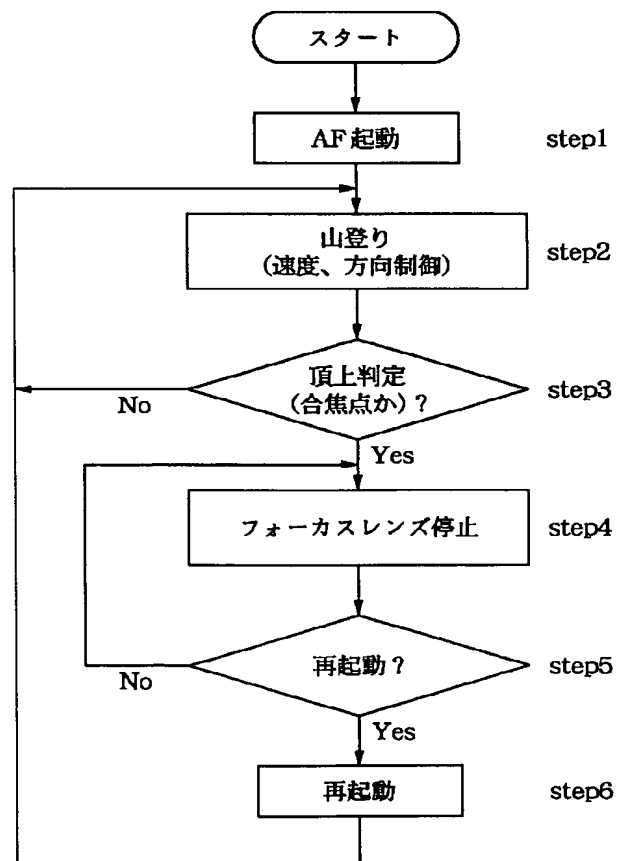 スタート
AF起動
step1
山登り
(速度、方向制御)
step2
頂上判定
(合焦点か)?
step3
No
Yes
フォーカスレンズ停止
step4
再起動?
step5
No
Yes
再起動
step6